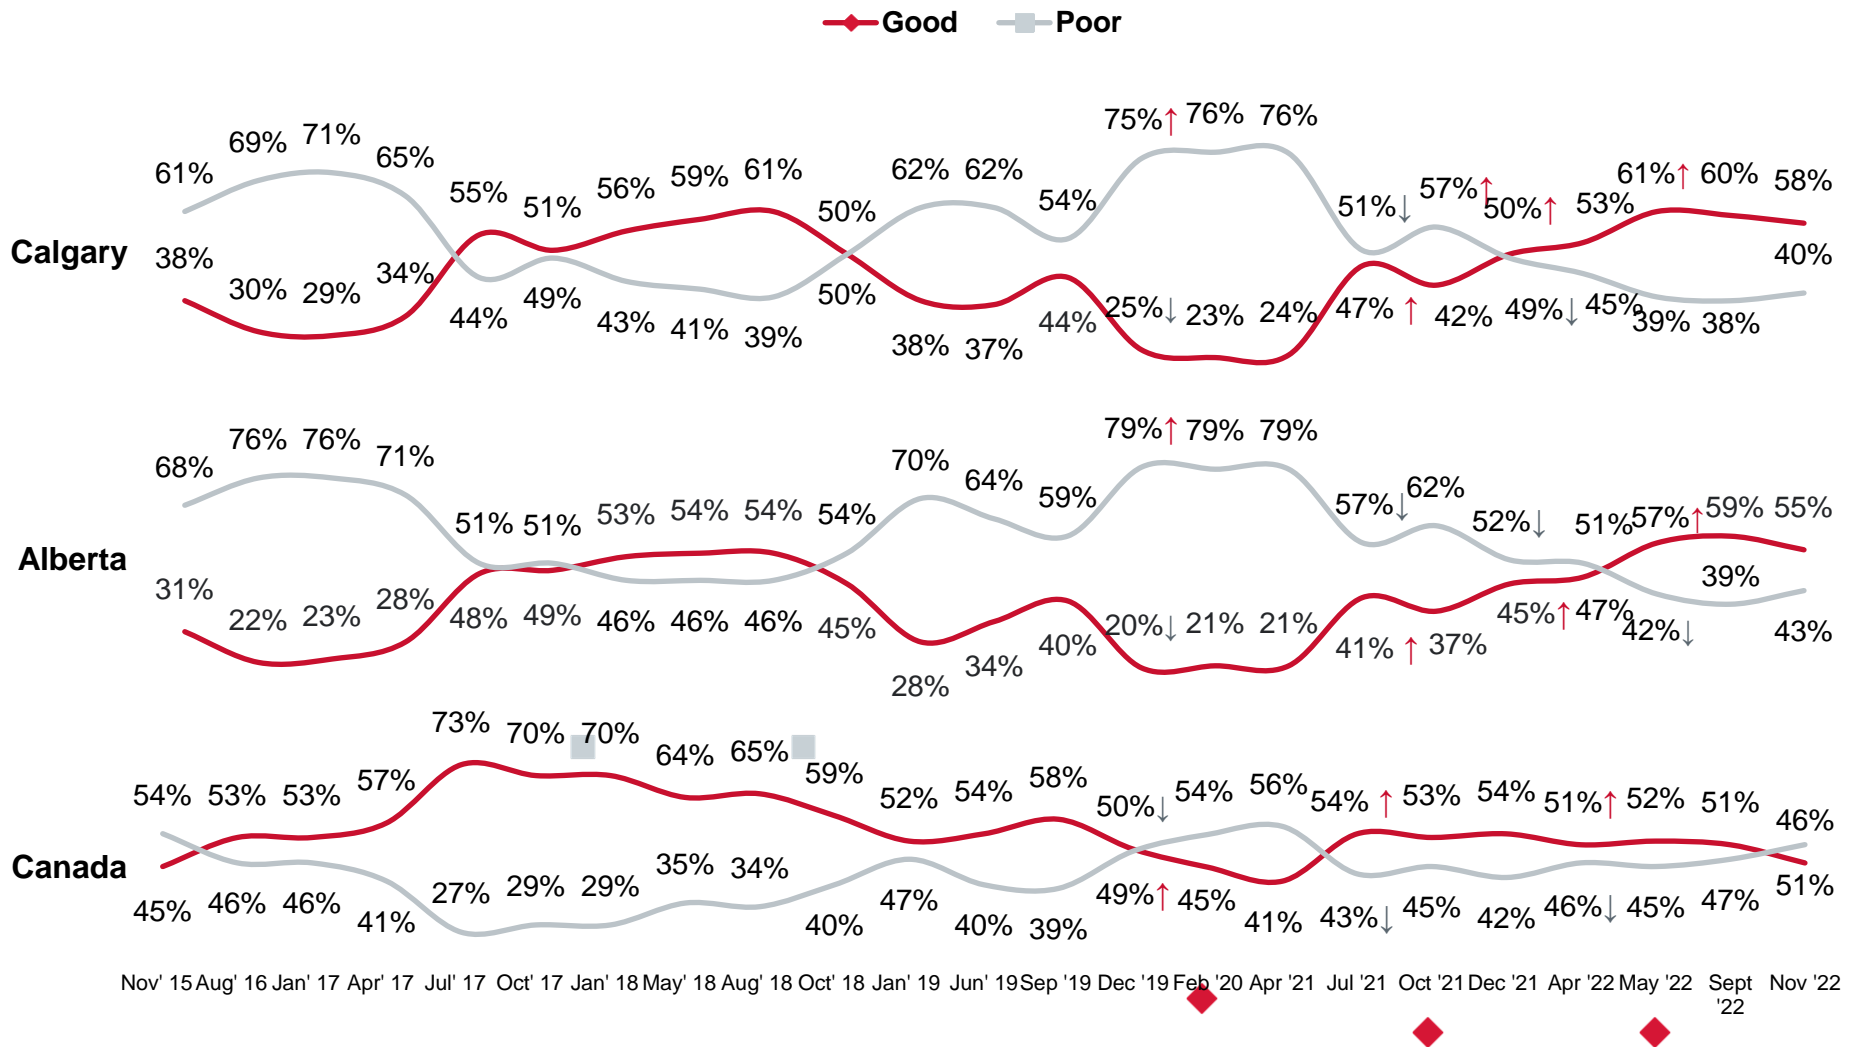 Good Poor
75%↑ 76% 76%
69% 71%
61% 65% 62% 62% 61%↑ 60% 58%
55% 51% 56% 59% 61% 50% 54% 51%↓ 57%↑ 50%↑ 53%
Calgary
38% 30% 29% 34% 40%
44% 49% 43% 41% 39% 50% 38% 37% 44% 25%↓ 23% 24% 47% ↑ 42% 49%↓ 45% 39% 38%
79%↑ 79% 79%
68% 76% 76% 71% 70% 64% 59% 57%↓ 62%
51% 51% 53% 54% 54% 54% 52%↓ 51% 57%↑ 59% 55%
Alberta
31% 22% 23% 28% 39%
48% 49% 46% 46% 46% 45% 28% 34% 40% 20%↓ 21% 21% 41% ↑ 37% 45%↑ 47% 42%↓ 43%
73% 70% 70% 64% 65%
54% 53% 53% 57% 59% 52% 54% 58% 50%↓ 54% 56% 54% ↑ 53% 54% 51%↑ 52% 51% 46%
Canada
45% 46% 46% 41% 27% 29% 29% 35% 34% 40% 47% 40% 39% 49%↑ 45% 41% 43%↓ 45% 42% 46%↓ 45% 47% 51%
Nov' 15 Aug' 16 Jan' 17 Apr' 17 Jul' 17 Oct' 17 Jan' 18 May' 18 Aug' 18 Oct' 18 Jan' 19 Jun' 19 Sep '19 Dec '19 Feb '20 Apr '21 Jul '21 Oct '21 Dec '21 Apr '22 May '22 Sept Nov '22
'22